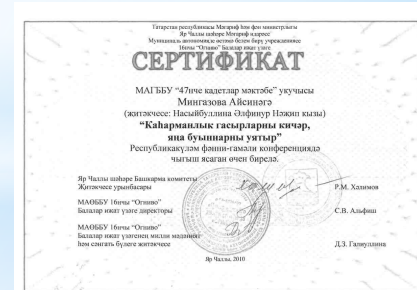 Татарстан республикасы Мәгариф һәм фән министрлыгы
Яр Чаллы шәһәре Мәгариф идарәсе
Муниципаль автономияле өстәмә белем бирү учреждениесе
16нчы “Огниво” Балалар иҗат үзәге
СЕРТИФИКАТ
МАГББУ “47нче кадетлар мәктәбе” укучысы
Мингазова Айсинәгә
(җитәкчесе: Насыйбуллина Әлфинур Нәҗип кызы)
“Каһарманлык гасырларны кичәр,
яңа буыннарны уятыр”
Республикакүләм фәнни-гамәли конференциядә
чыгыш ясаган өчен бирелә.
Яр Чаллы шәһәре Башкарма комитеты
Җитәкчесе урынбасары Р.М. Халимов
МАӨББУ 16нчы “Огниво”
Балалар иҗат үзәге директоры С.В. Альфиш
МАӨББУ 16нчы “Огниво”
Балалар иҗат үзәгенең милли мәдәният
һәм сәнгать бүлеге җитәкчесе Д.З. Галиуллина
Яр Чаллы, 2010